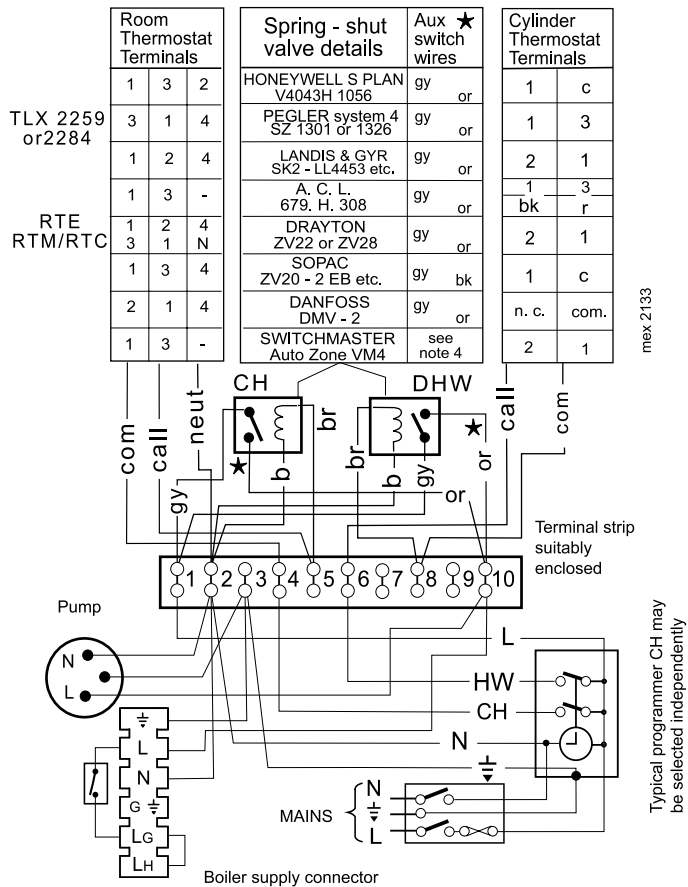 Room
Thermostat
Terminals
Spring - shut
valve details
Aux ★
switch
wires
Cylinder
Thermostat
Terminals
1 3 2
HONEYWELL S PLAN
V4043H 1056
gy or
1 c
TLX 2259
or2284
3 1 4
PEGLER system 4
SZ 1301 or 1326
gy or
1 3
1 2 4
LANDIS & GYR
SK2 - LL4453 etc.
gy or
2 1
1 3 -
A. C. L.
679. H. 308
gy or
1 3
bk r
RTE
RTM/RTC
1 2 4
3 1 N
DRAYTON
ZV22 or ZV28
gy or
2 1
1 3 4
SOPAC
ZV20 - 2 EB etc.
gy bk
1 c
2 1 4
DANFOSS
DMV - 2
gy or
n. c. com.
1 3 -
SWITCHMASTER
Auto Zone VM4
see
note 4
2 1
mex 2133
CH
DHW
com
call
neut
gy
★
b
br
br
b
gy
★
or
or
call
com
1 2 3 4 5 6 7 8 9 10
Terminal strip
suitably
enclosed
Pump
N
L
L
HW
CH
N
L
N
G
LG
LH
MAINS
N
L
Boiler supply connector
Typical programmer CH may
be selected independently